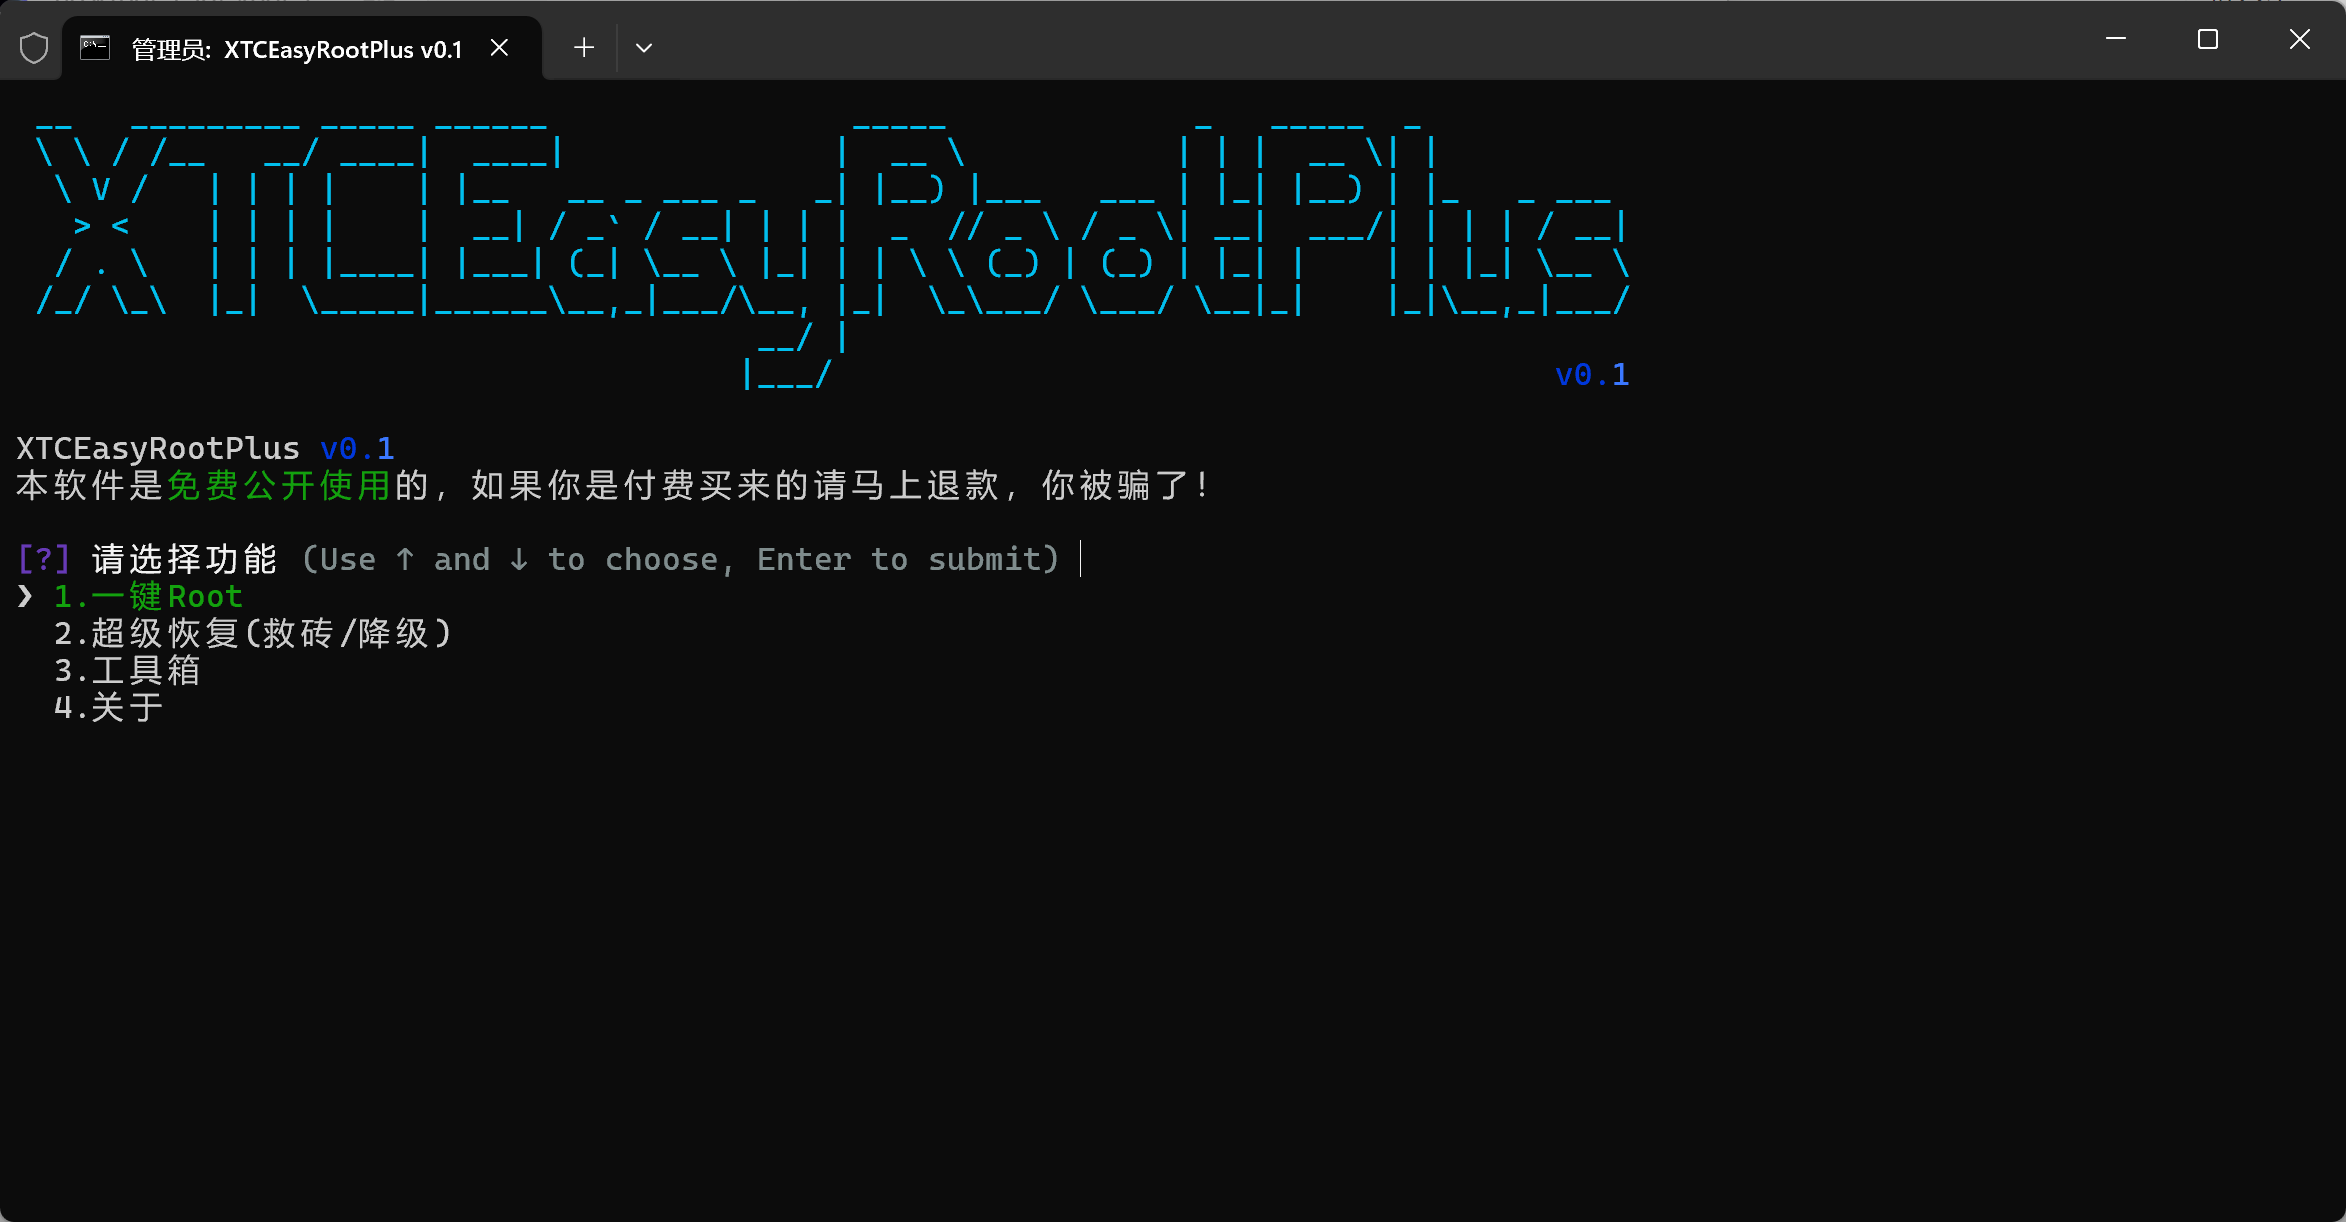 管理员: XTCEasyRootPlus v0.1
XTCEasyRootPlus
v0.1
XTCEasyRootPlus v0.1
本软件是免费公开使用的，如果你是付费买来的请马上退款，你被骗了！
[?] 请选择功能 (Use ↑ and ↓ to choose, Enter to submit)
❯ 1.一键Root
2.超级恢复(救砖/降级)
3.工具箱
4.关于